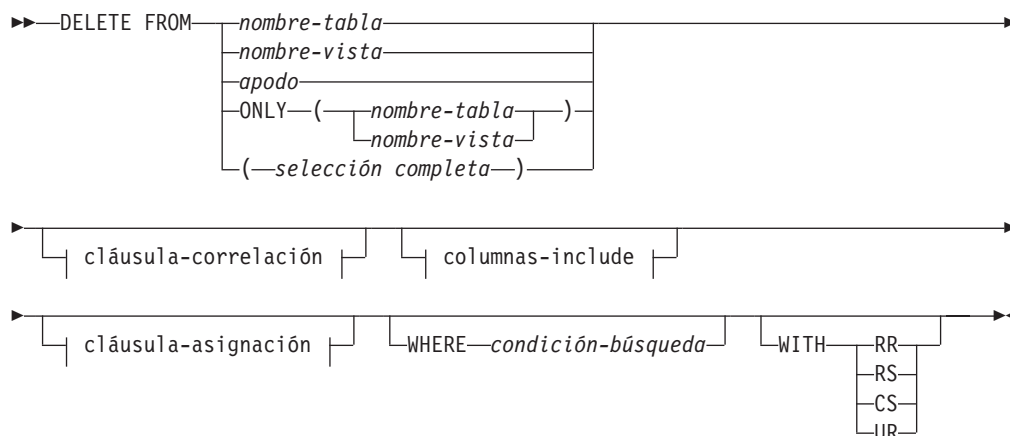 DELETE FROM nombre-tabla
nombre-vista
apodo
ONLY ( nombre-tabla )
nombre-vista
( selección completa )
cláusula-correlación columnas-include
cláusula-asignación WHERE condición-búsqueda WITH RR
RS
CS
UR